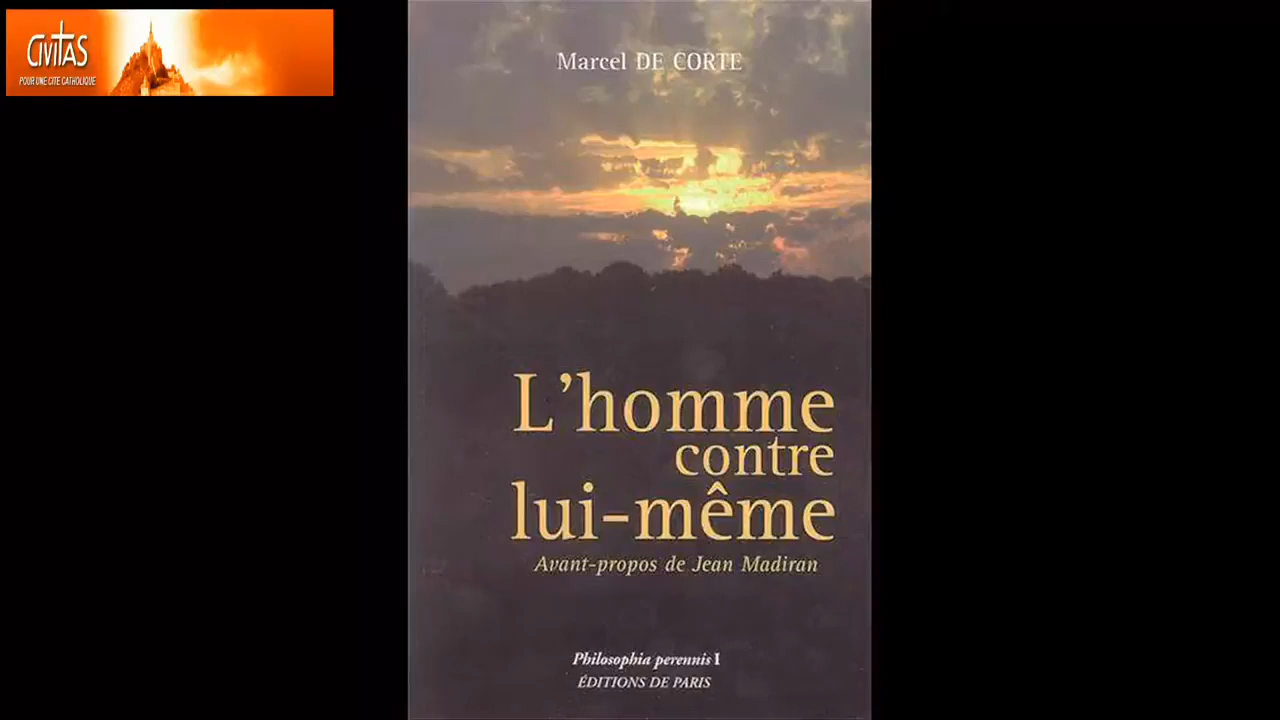 CIVITAS
POUR UNE CITÉ CATHOLIQUE
Marcel DE CORTE
L'homme
contre
lui-même
Avant-propos de Jean Madiran
Philosophia perennis I
ÉDITIONS DE PARIS